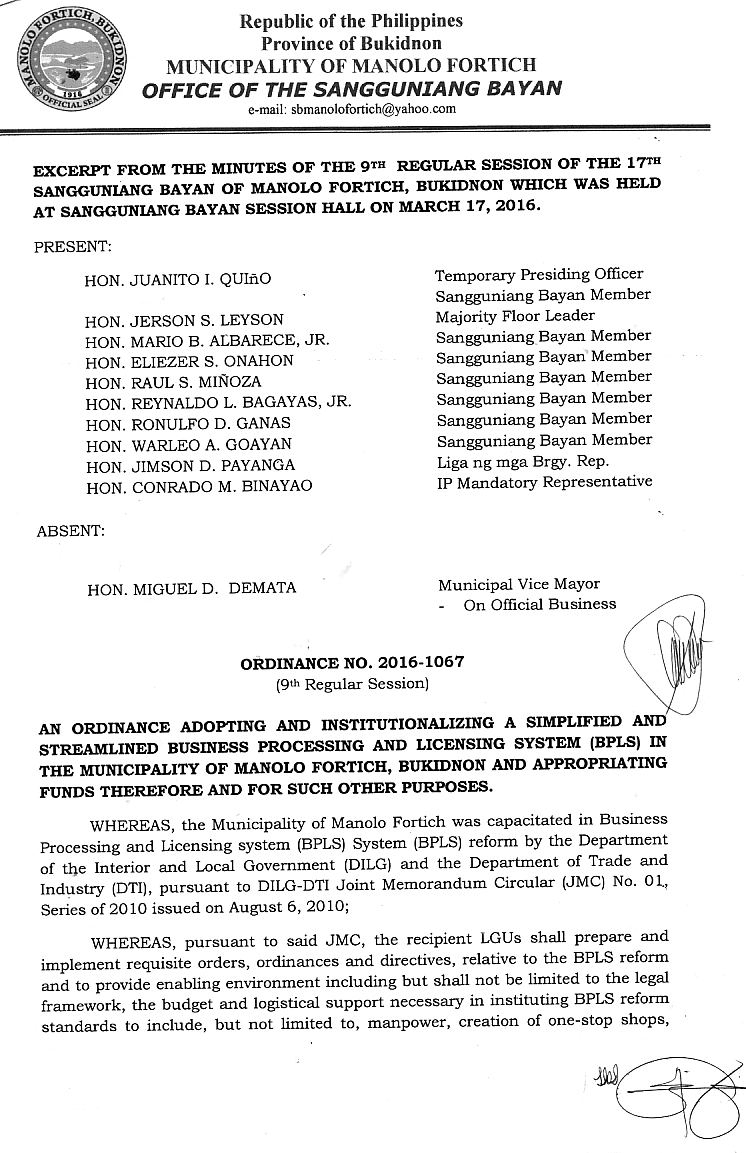 MANOLO FORTICH, BUKIDNON
1916
OFFICIAL SEAL
Republic of the Philippines
Province of Bukidnon
MUNICIPALITY OF MANOLO FORTICH
OFFICE OF THE SANGGUNIANG BAYAN
e-mail: sbmanolofortich@yahoo.com
EXCERPT FROM THE MINUTES OF THE 9TH REGULAR SESSION OF THE 17TH
SANGGUNIANG BAYAN OF MANOLO FORTICH, BUKIDNON WHICH WAS HELD
AT SANGGUNIANG BAYAN SESSION HALL ON MARCH 17, 2016.
PRESENT:
HON. JUANITO I. QUIñO Temporary Presiding Officer
Sangguniang Bayan Member
HON. JERSON S. LEYSON Majority Floor Leader
HON. MARIO B. ALBARECE, JR. Sangguniang Bayan Member
HON. ELIEZER S. ONAHON Sangguniang Bayan Member
HON. RAUL S. MIÑOZA Sangguniang Bayan Member
HON. REYNALDO L. BAGAYAS, JR. Sangguniang Bayan Member
HON. RONULFO D. GANAS Sangguniang Bayan Member
HON. WARLEO A. GOAYAN Sangguniang Bayan Member
HON. JIMSON D. PAYANGA Liga ng mga Brgy. Rep.
HON. CONRADO M. BINAYAO IP Mandatory Representative
ABSENT:
HON. MIGUEL D. DEMATA Municipal Vice Mayor
- On Official Business
ORDINANCE NO. 2016-1067
(9th Regular Session)
AN ORDINANCE ADOPTING AND INSTITUTIONALIZING A SIMPLIFIED AND
STREAMLINED BUSINESS PROCESSING AND LICENSING SYSTEM (BPLS) IN
THE MUNICIPALITY OF MANOLO FORTICH, BUKIDNON AND APPROPRIATING
FUNDS THEREFORE AND FOR SUCH OTHER PURPOSES.
WHEREAS, the Municipality of Manolo Fortich was capacitated in Business
Processing and Licensing system (BPLS) System (BPLS) reform by the Department
of the Interior and Local Government (DILG) and the Department of Trade and
Industry (DTI), pursuant to DILG-DTI Joint Memorandum Circular (JMC) No. 01,
Series of 2010 issued on August 6, 2010;
WHEREAS, pursuant to said JMC, the recipient LGUs shall prepare and
implement requisite orders, ordinances and directives, relative to the BPLS reform
and to provide enabling environment including but shall not be limited to the legal
framework, the budget and logistical support necessary in instituting BPLS reform
standards to include, but not limited to, manpower, creation of one-stop shops,